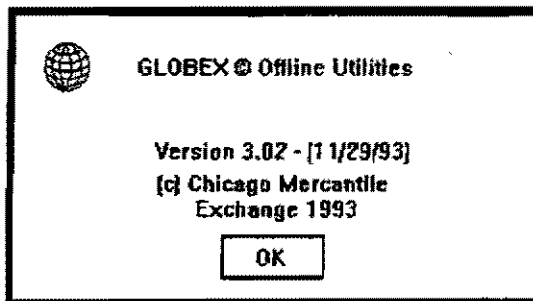 GLOBEX © Offline Utilities
Version 3.02 - [11/29/93]
(c) Chicago Mercantile
Exchange 1993
OK